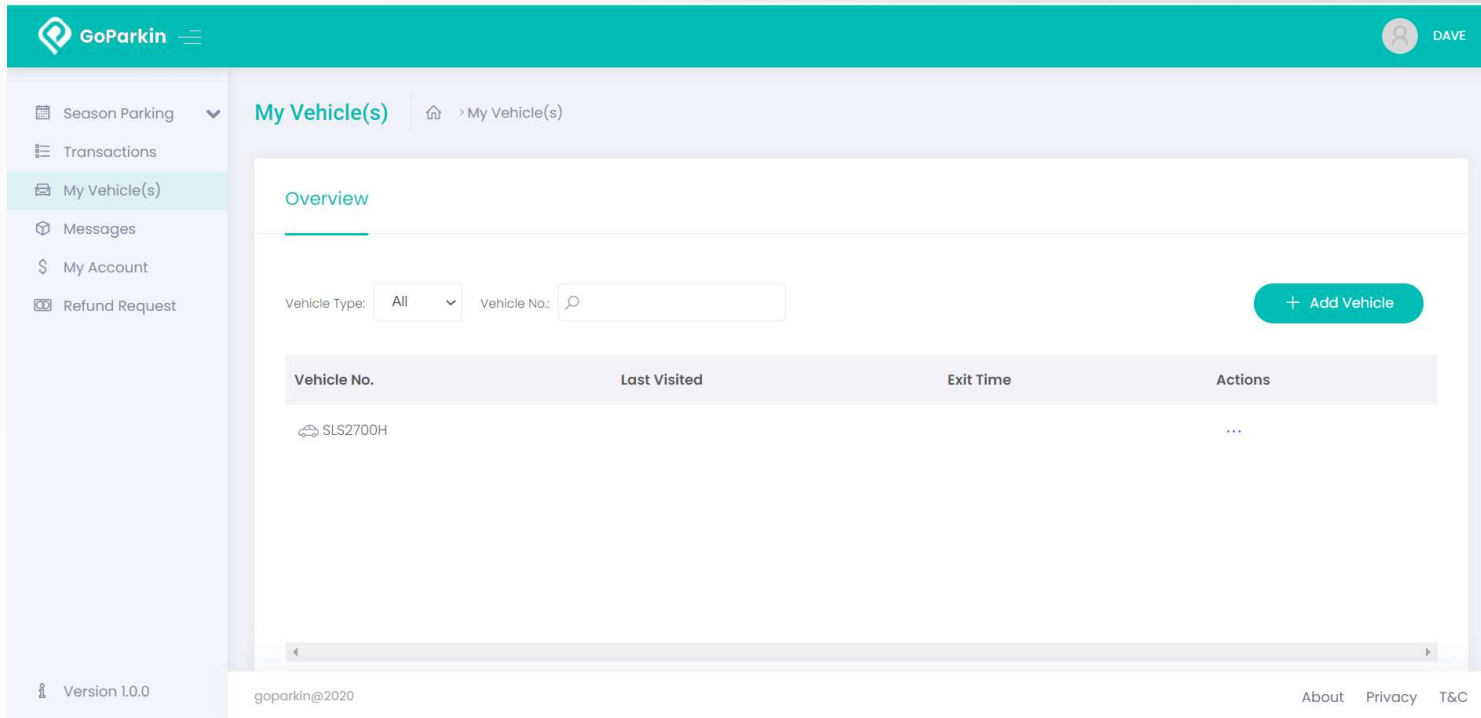 GoParkin
DAVE
Season Parking
Transactions
My Vehicle(s)
Messages
My Account
Refund Request
Version 1.0.0
My Vehicle(s)
> My Vehicle(s)
Overview
Vehicle Type: All Vehicle No.:
+ Add Vehicle
Vehicle No. Last Visited Exit Time Actions
SLS2700H ...
goparkin@2020
About Privacy T&C